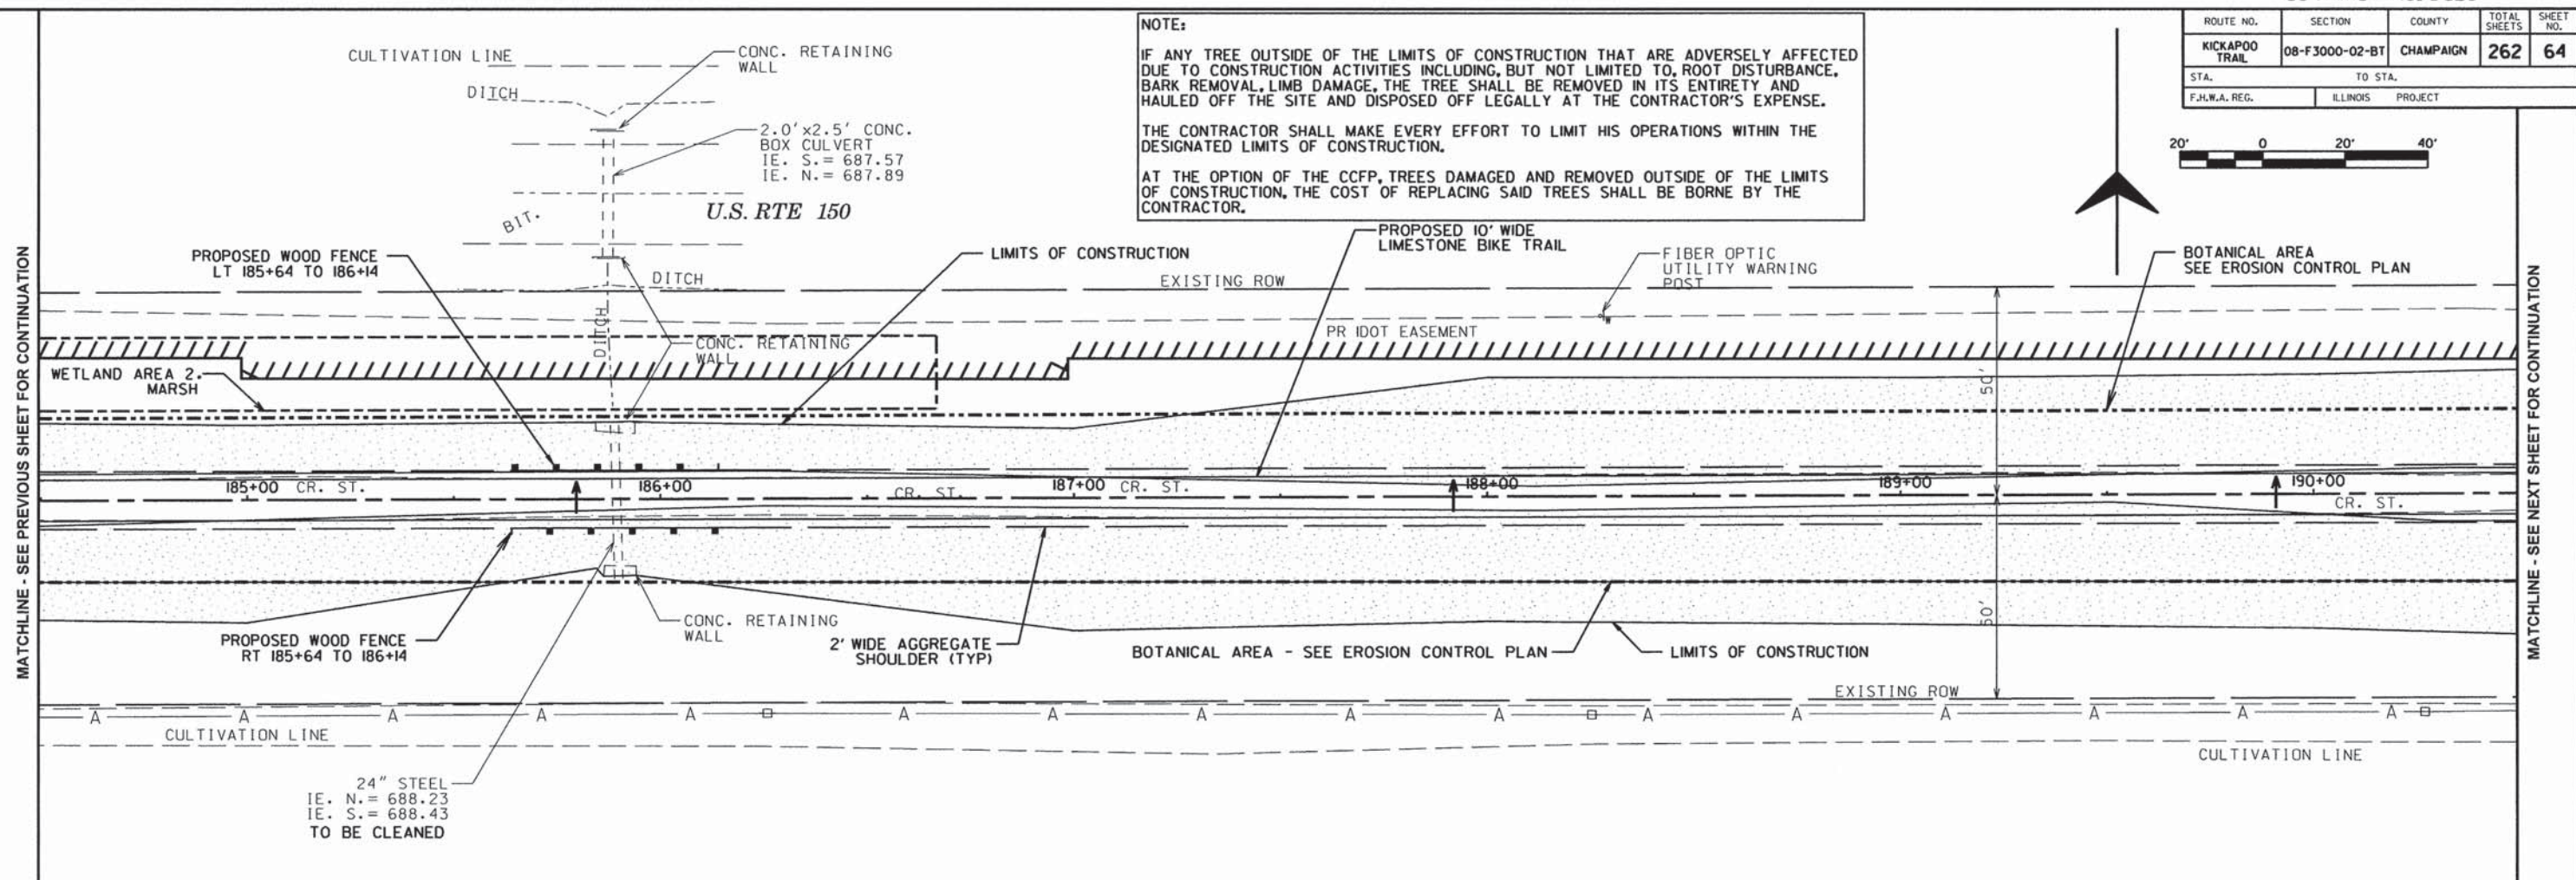 ROUTE NO. SECTION COUNTY TOTAL SHEETS SHEET NO.
KICKAPOO TRAIL 08-F3000-02-BT CHAMPAIGN 262 64
STA. TO STA.
F.H.W.A. REG. ILLINOIS PROJECT
NOTE:
IF ANY TREE OUTSIDE OF THE LIMITS OF CONSTRUCTION THAT ARE ADVERSELY AFFECTED
DUE TO CONSTRUCTION ACTIVITIES INCLUDING, BUT NOT LIMITED TO, ROOT DISTURBANCE,
BARK REMOVAL, LIMB DAMAGE, THE TREE SHALL BE REMOVED IN ITS ENTIRETY AND
HAULED OFF THE SITE AND DISPOSED OFF LEGALLY AT THE CONTRACTOR'S EXPENSE.
THE CONTRACTOR SHALL MAKE EVERY EFFORT TO LIMIT HIS OPERATIONS WITHIN THE
DESIGNATED LIMITS OF CONSTRUCTION.
AT THE OPTION OF THE CCFP, TREES DAMAGED AND REMOVED OUTSIDE OF THE LIMITS
OF CONSTRUCTION, THE COST OF REPLACING SAID TREES SHALL BE BORNE BY THE
CONTRACTOR.
20' 0 20' 40'
CULTIVATION LINE
CONC. RETAINING
WALL
DITCH
2.0'x2.5' CONC.
BOX CULVERT
IE. S.= 687.57
IE. N.= 687.89
BIT.
U.S. RTE 150
PROPOSED WOOD FENCE
LT 185+64 TO 186+14
LIMITS OF CONSTRUCTION
PROPOSED 10' WIDE
LIMESTONE BIKE TRAIL
FIBER OPTIC
UTILITY WARNING
POST
BOTANICAL AREA
SEE EROSION CONTROL PLAN
DITCH
EXISTING ROW
DITCH
PR IDOT EASEMENT
CONC. RETAINING
WALL
WETLAND AREA 2.
MARSH
50'
185+00 CR. ST. 186+00 CR. ST. 187+00 CR. ST. 188+00 189+00 190+00 CR. ST.
50'
CONC. RETAINING
WALL
PROPOSED WOOD FENCE
RT 185+64 TO 186+14
2' WIDE AGGREGATE
SHOULDER (TYP)
BOTANICAL AREA - SEE EROSION CONTROL PLAN
LIMITS OF CONSTRUCTION
EXISTING ROW
A A A A A A A A A A A A A A A A
CULTIVATION LINE
CULTIVATION LINE
24" STEEL
IE. N.= 688.23
IE. S.= 688.43
TO BE CLEANED
MATCHLINE - SEE PREVIOUS SHEET FOR CONTINUATION
MATCHLINE - SEE NEXT SHEET FOR CONTINUATION